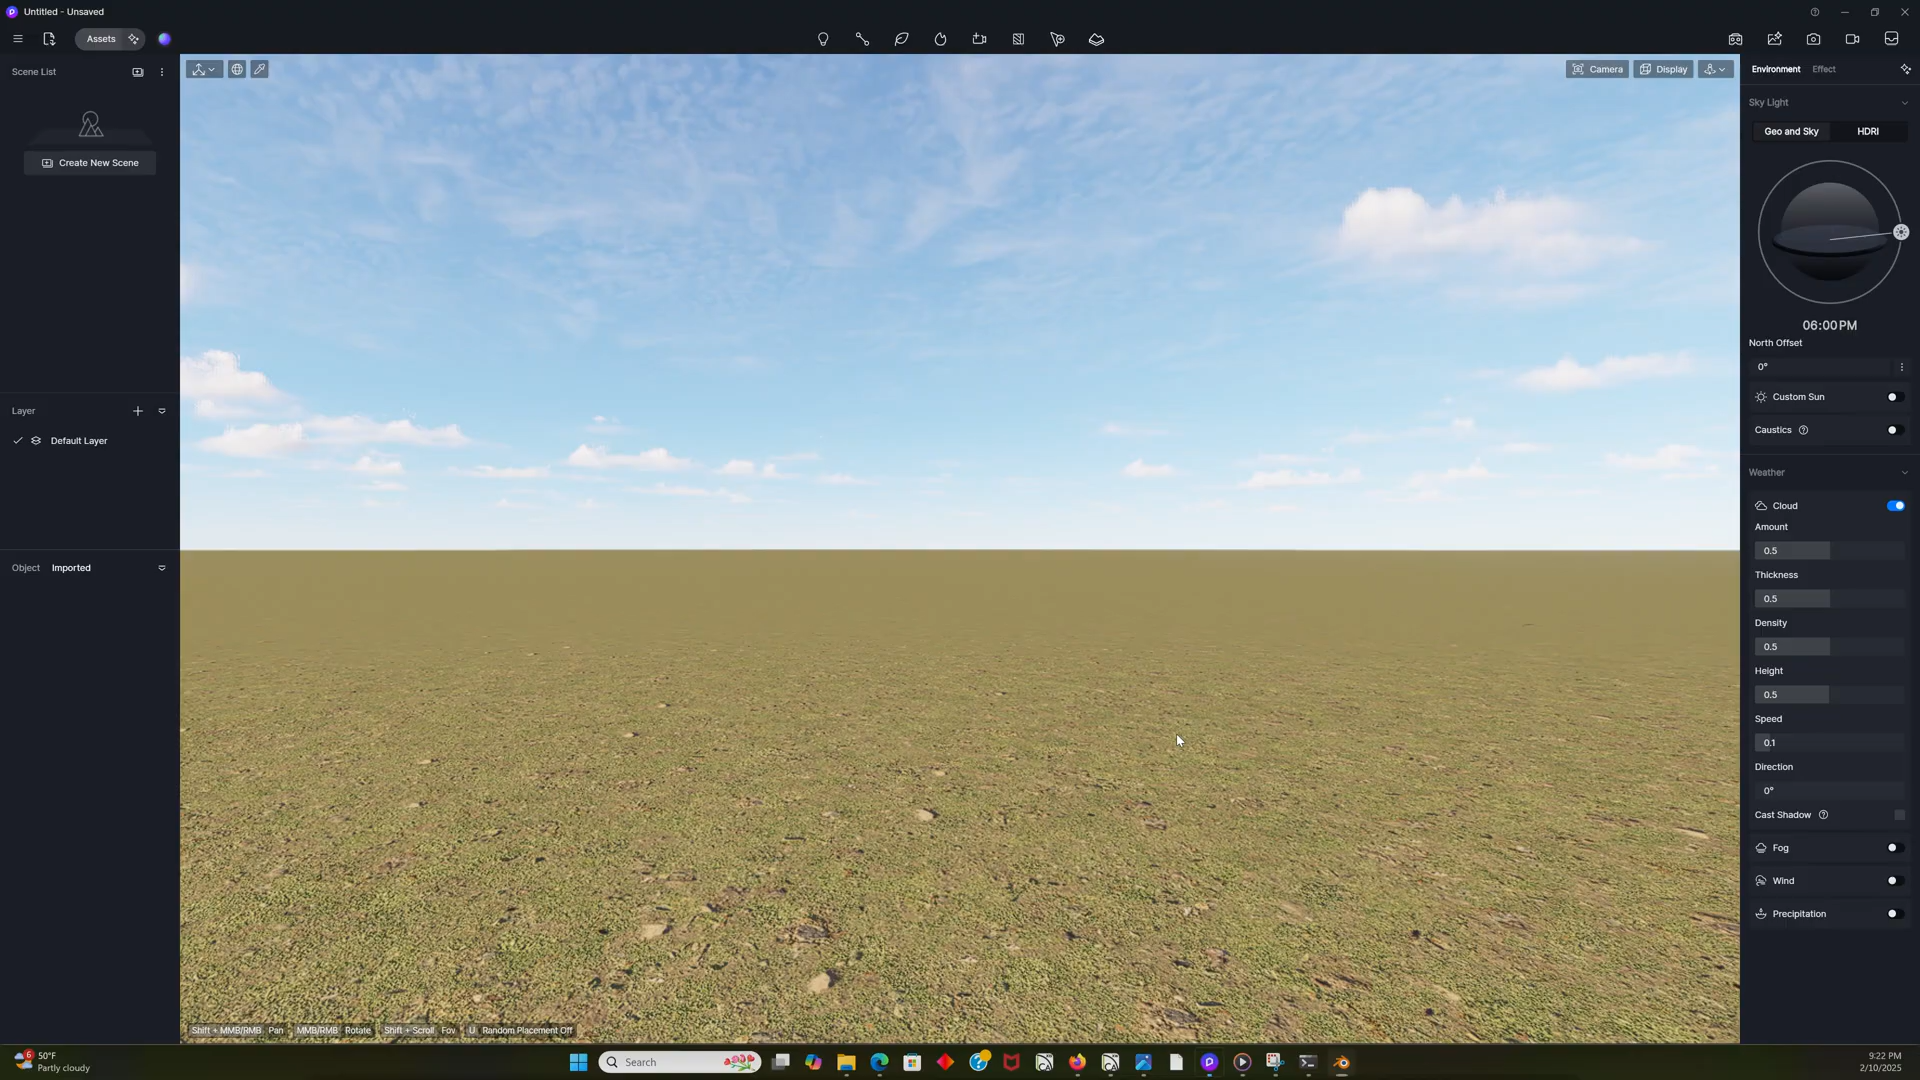 Untitled - Unsaved
Assets
Scene List
Camera
Display
Environment
Effect
Sky Light
Geo and Sky
HDRI
Create New Scene
06:00 PM
North Offset
0°
Custom Sun
Layer
Default Layer
Caustics
Weather
Cloud
Amount
0.5
Object
Imported
Thickness
0.5
Density
0.5
Height
0.5
Speed
0.1
Direction
0°
Cast Shadow
Fog
Wind
Precipitation
Shift + MMB/RMB Pan MMB/RMB Rotate Shift + Scroll Fov U Random Placement Off
6
50°F
Partly cloudy
Search
9:22 PM
2/10/2025